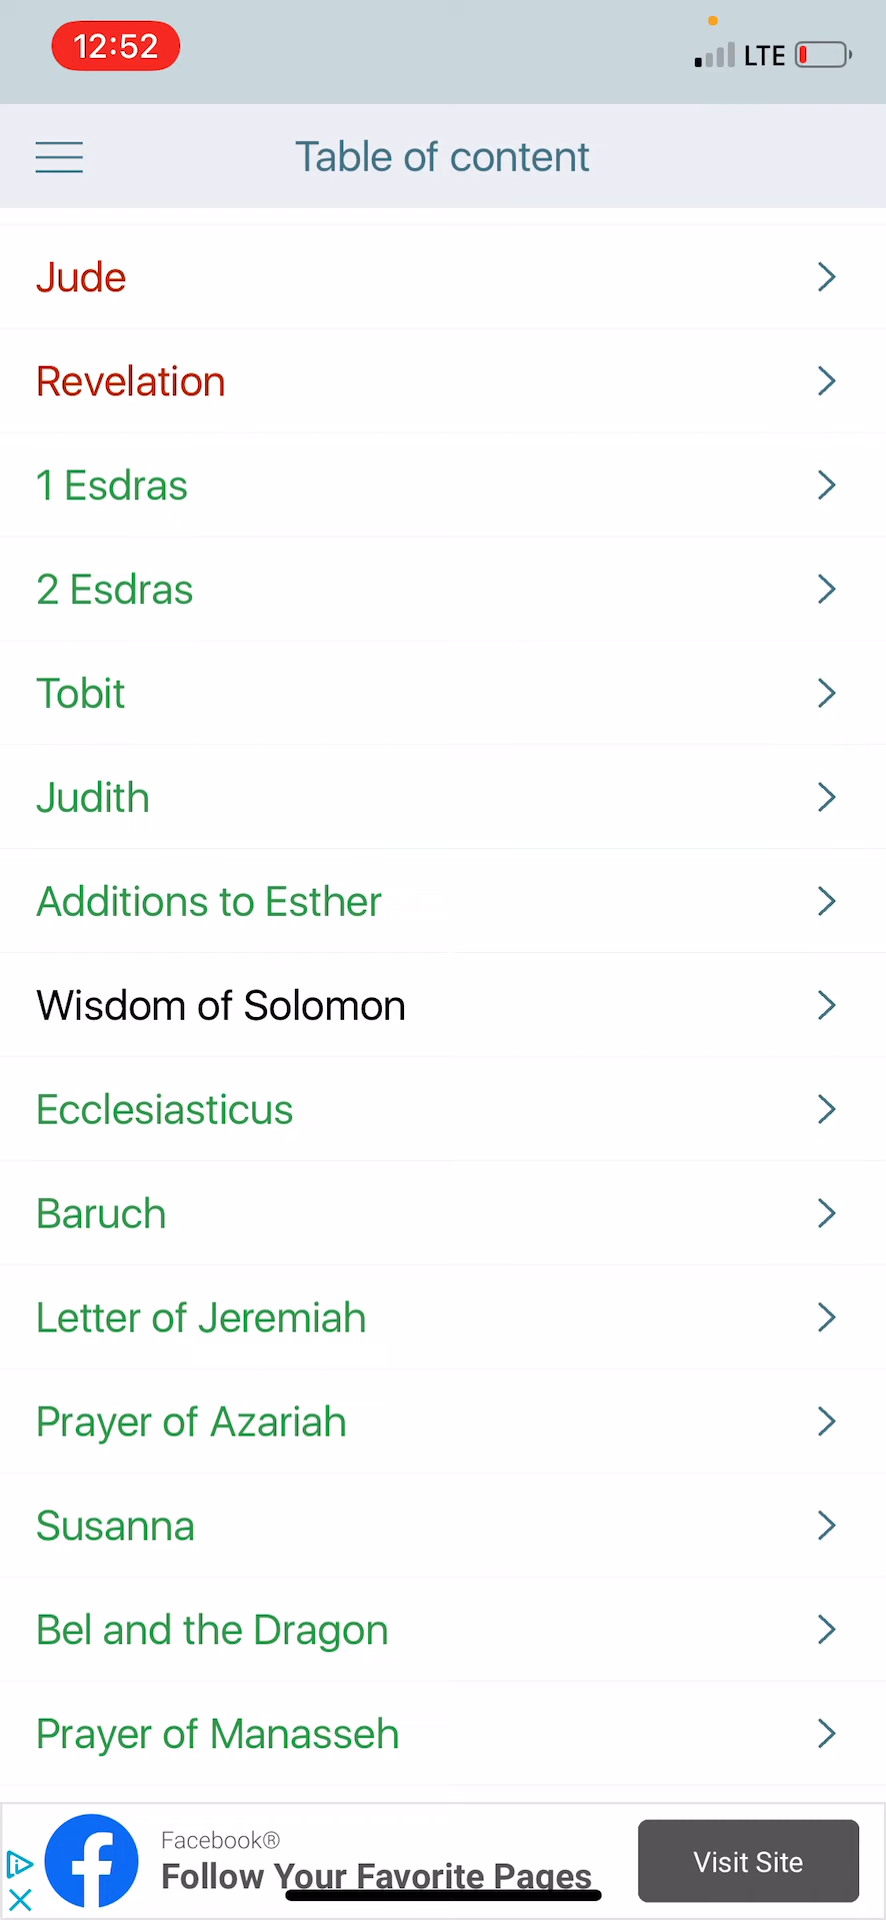 12:52
LTE
Table of content
Jude
Revelation
1 Esdras
2 Esdras
Tobit
Judith
Additions to Esther
Wisdom of Solomon
Ecclesiasticus
Baruch
Letter of Jeremiah
Prayer of Azariah
Susanna
Bel and the Dragon
Prayer of Manasseh
Facebook®
Follow Your Favorite Pages
Visit Site